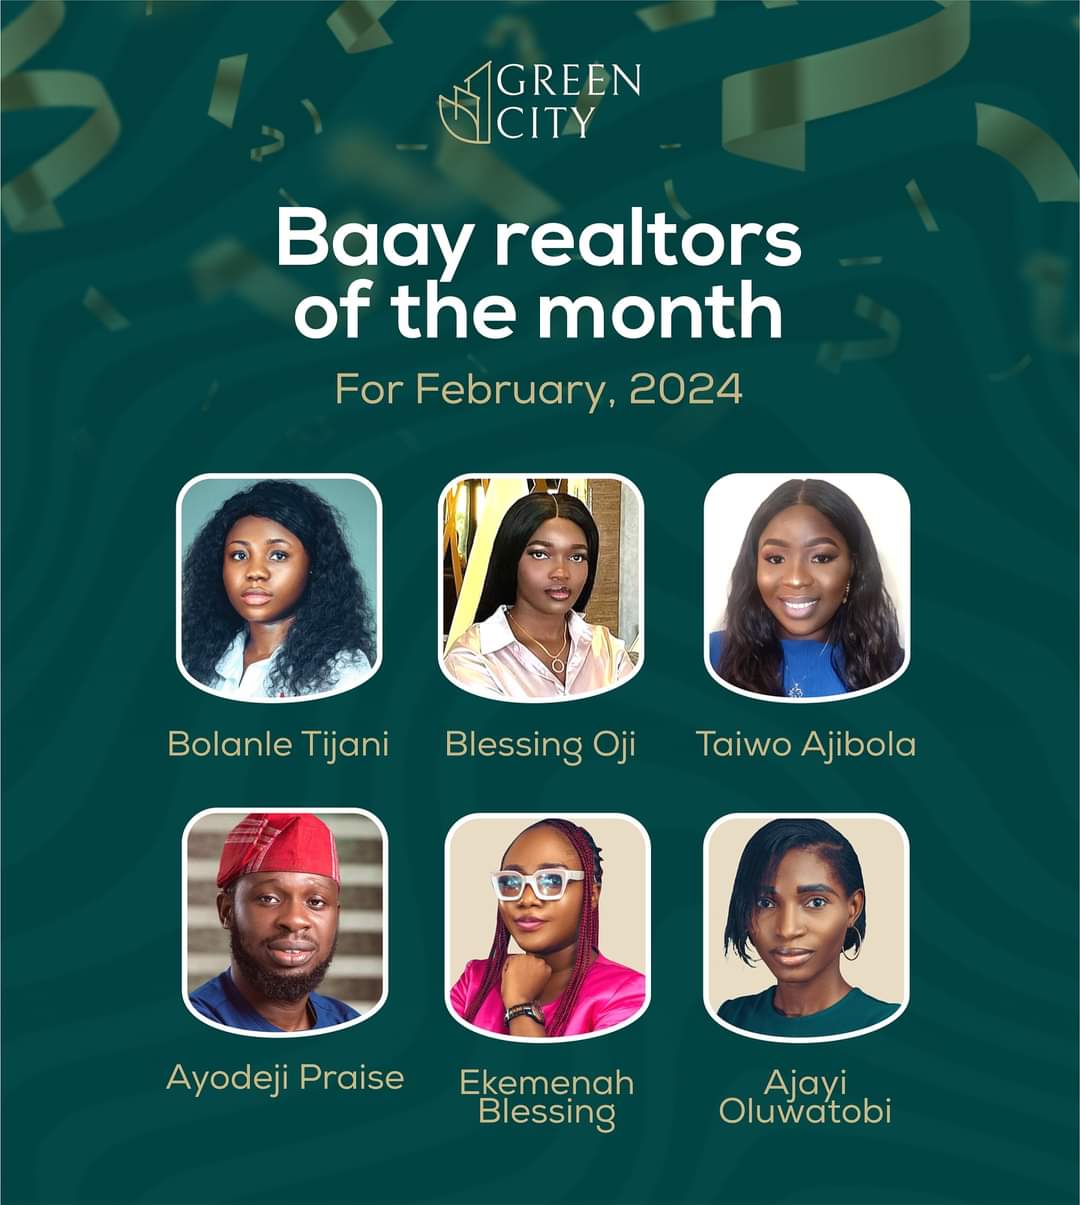 GREEN
CITY
Baay realtors
of the month
For February, 2024
Bolanle Tijani
Blessing Oji
Taiwo Ajibola
Ayodeji Praise
Ekemenah
Blessing
Ajayi
Oluwatobi